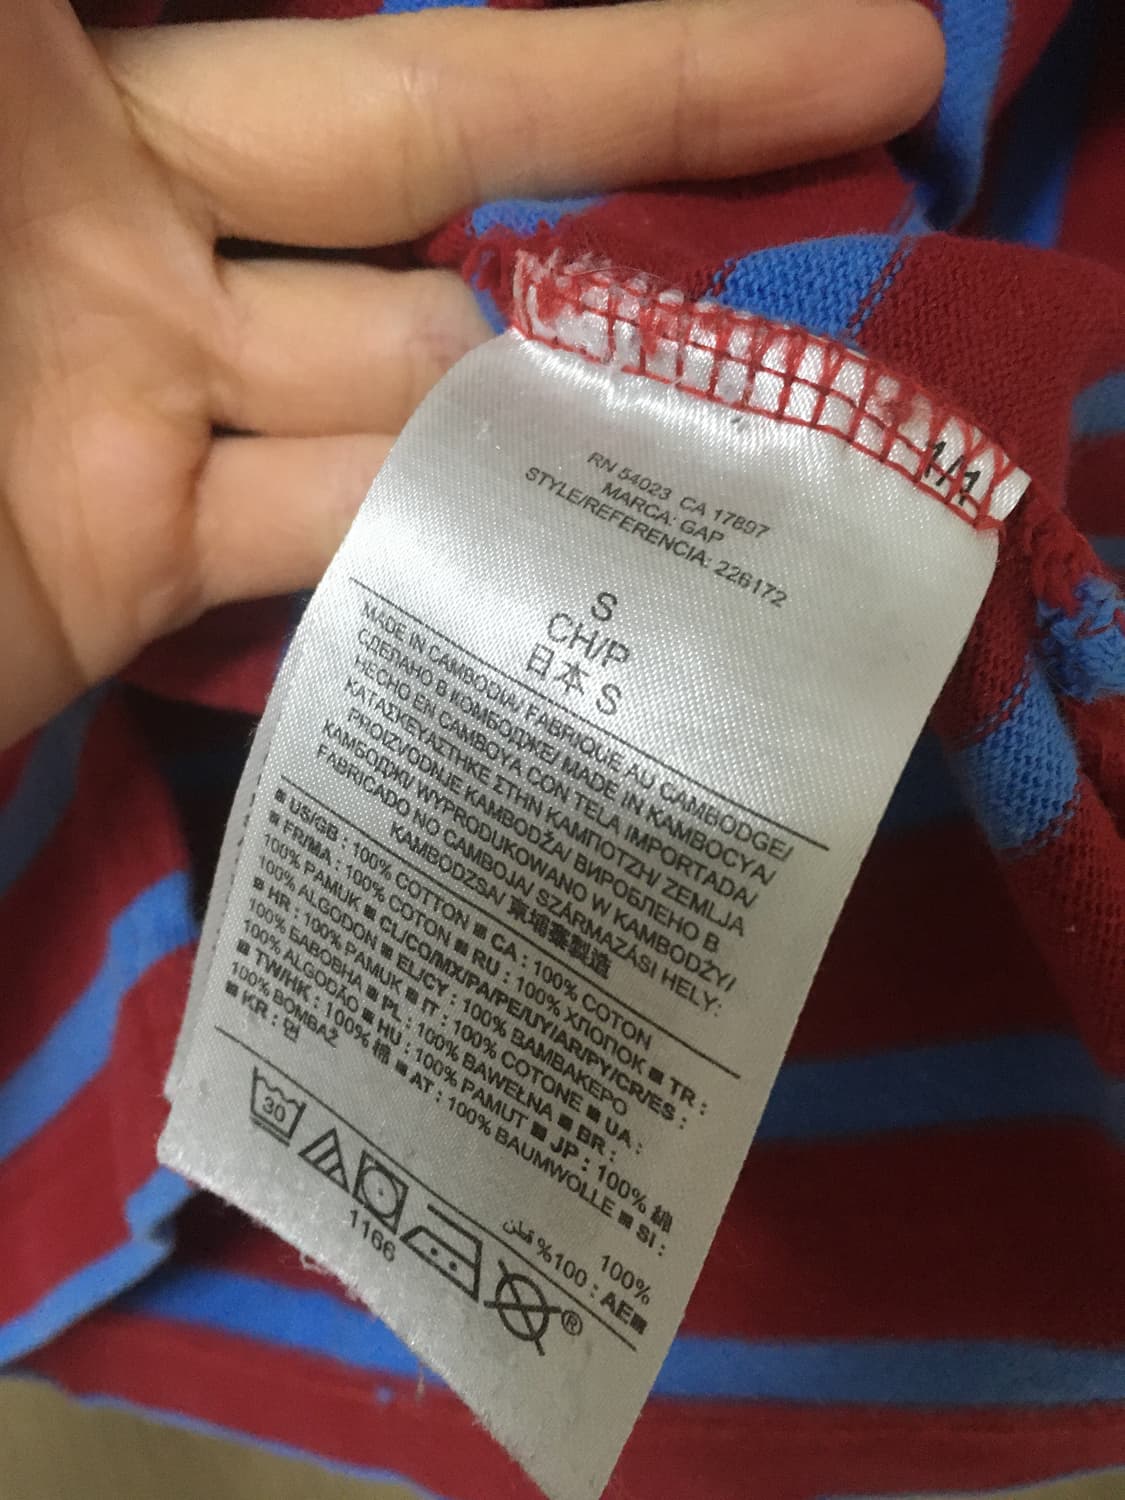 1/1
RN 54023 CA 17897
MARCA: GAP
STYLE/REFERENCIA: 226172
S
CH/P
日本 S
MADE IN CAMBODIA/ FABRIQUE AU CAMBODGE/
СДЕЛАНО В КОМБОДЖЕ/ MADE IN KAMBOCYA/
HECHO EN CAMBOYA CON TELA IMPORTADA/
ΚΑΤΑΣΚΕΥΑΣΤΗΚΕ ΣΤΗΝ ΚΑΜΠΟΤΖΗ/ ZEMLJA
PROIZVODNJE KAMBODŽA/ ВИРОБЛЕНО В
КАМБОДЖІ/ WYPRODUKOWANO W KAMBODŻY/
FABRICADO NO CAMBOJA/ SZÁRMAZÁSI HELY:
KAMBODZSA/ 柬埔寨製造
■ US/GB : 100% COTTON ■ CA : 100% COTON
■ FR/MA : 100% COTON ■ RU : 100% ХЛОПОК ■ TR :
100% PAMUK ■ CL/CO/MX/PA/PE/UY/AR/PY/CR/ES :
100% ALGODON ■ EL/CY : 100% ΒΑΜΒΑΚΕΡΟ
■ HR : 100% PAMUK ■ IT : 100% COTONE ■ UA :
100% БАВОВНА ■ PL : 100% BAWEŁNA ■ BR :
100% ALGODÃO ■ HU : 100% PAMUT ■ JP : 100% 綿
■ TW/HK : 100% 棉 ■ AT : 100% BAUMWOLLE ■ SI :
100% BOMBAŽ 100%
■ KR : 면 قطن %100 : AE■
30
1166
®